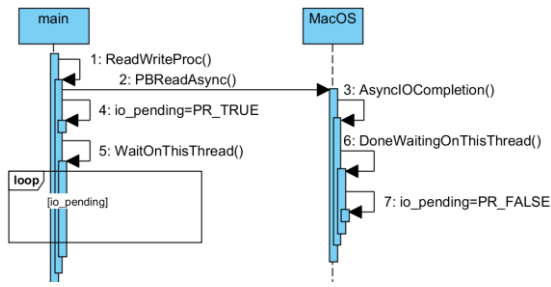 main
MacOS
1: ReadWriteProc()
2: PBReadAsync()
3: AsyncIOCompletion()
4: io_pending=PR_TRUE
6: DoneWaitingOnThisThread()
5: WaitOnThisThread()
loop
[io_pending]
7: io_pending=PR_FALSE